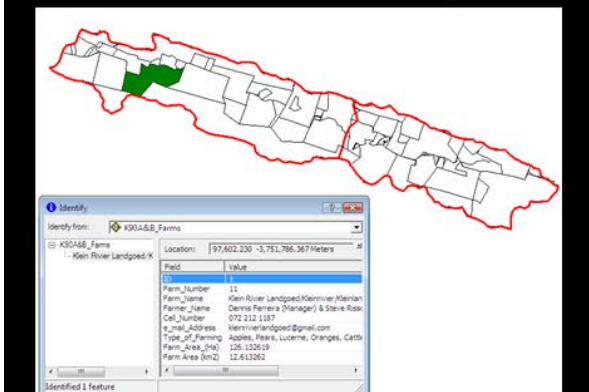 Identify
Identify from: K90A&B_Farms
K90A&B_Farms
Klein Rivier Landgoed/K
Location: 97,602.230 -3,751,786.367 Meters
Field Value
ID 1
Farm_Number 11
Farm_Name Klein Rivier Landgoed/Kleinrivier/Kleinlan
Farmer_Name Dennis Ferreira (Manager) & Steve Rissc
Cell_Number 072 212 1187
e_mail_Address kleinrivierlandgoed@gmail.com
Type_of_Farming Apples, Pears, Lucerne, Oranges, Cattle
Farm_Area_(Ha) 126.132619
Farm Area (km2) 12.613262
Identified 1 feature